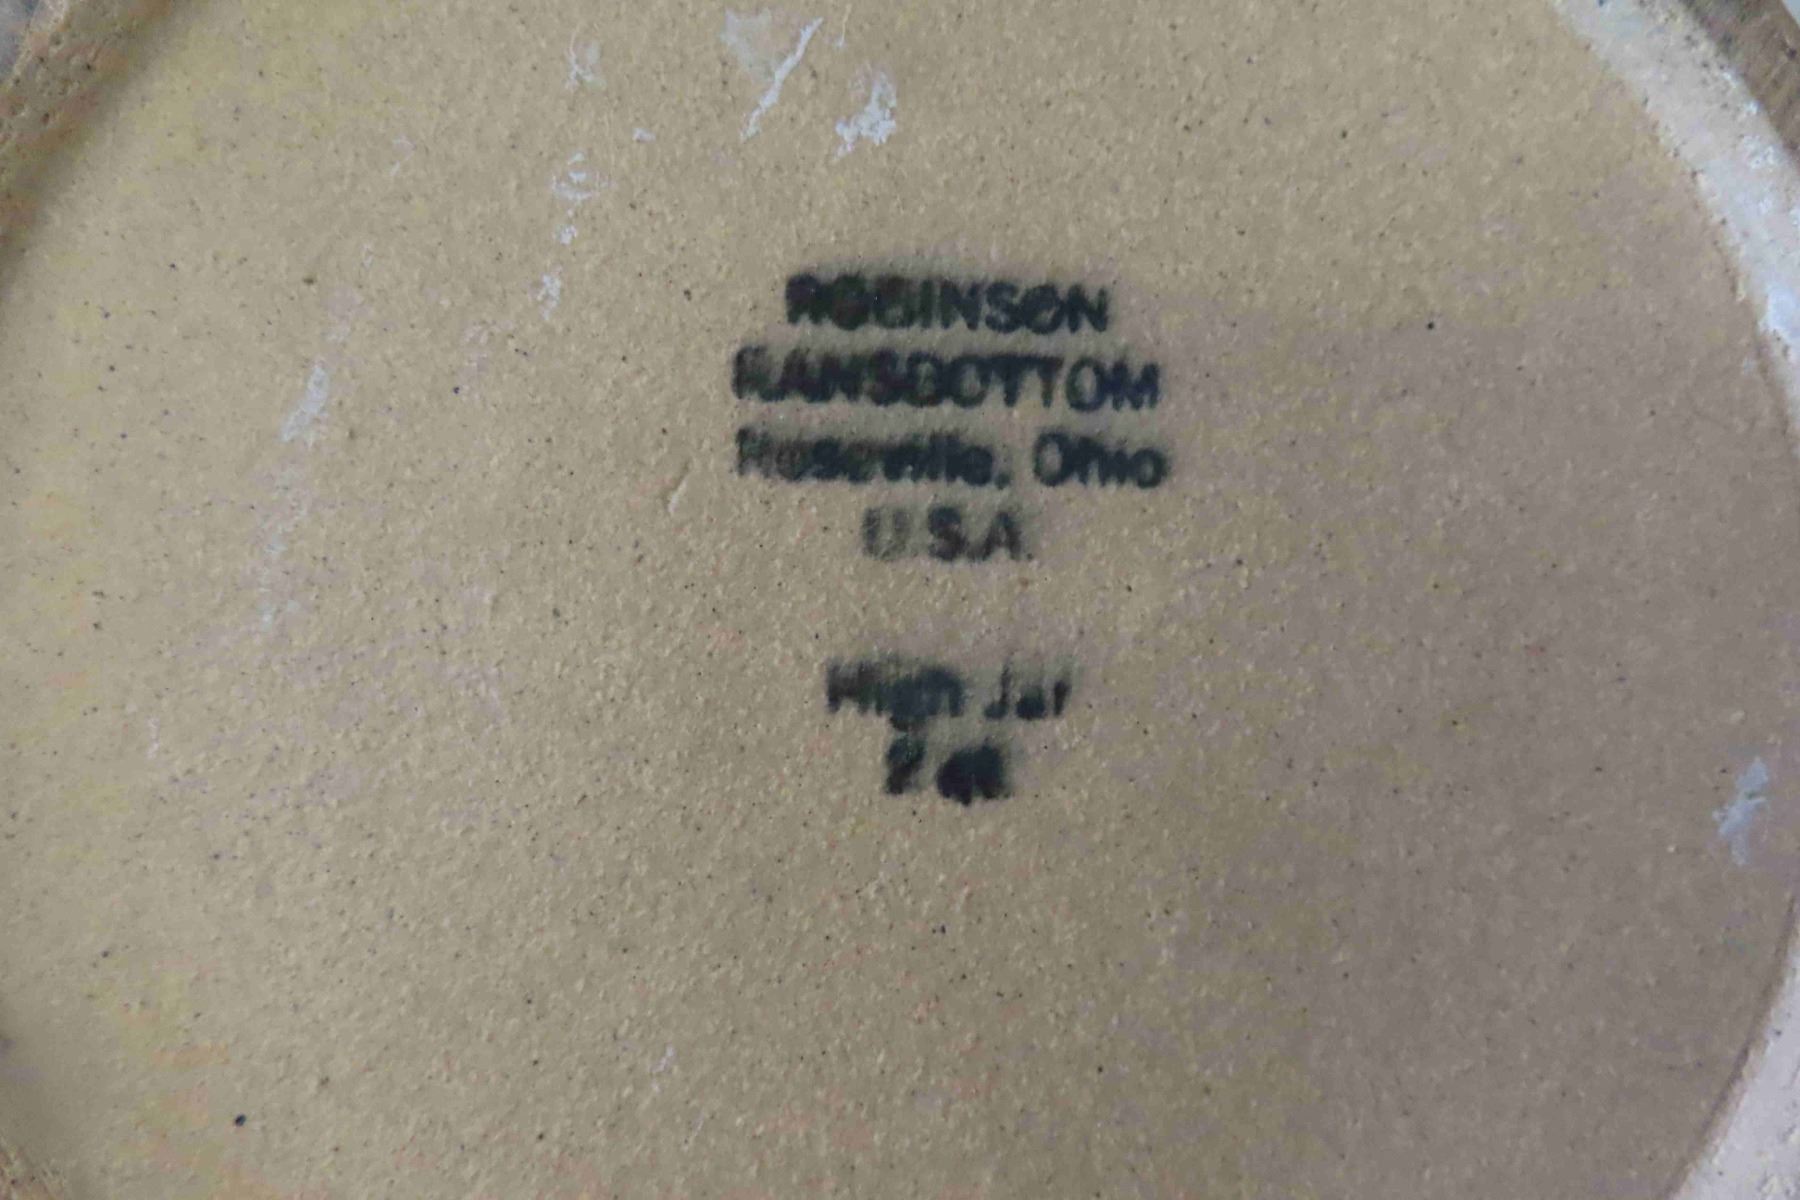 ROBINSON
RANSBOTTOM
Roseville, Ohio
U.S.A.
High Jar
2 qt